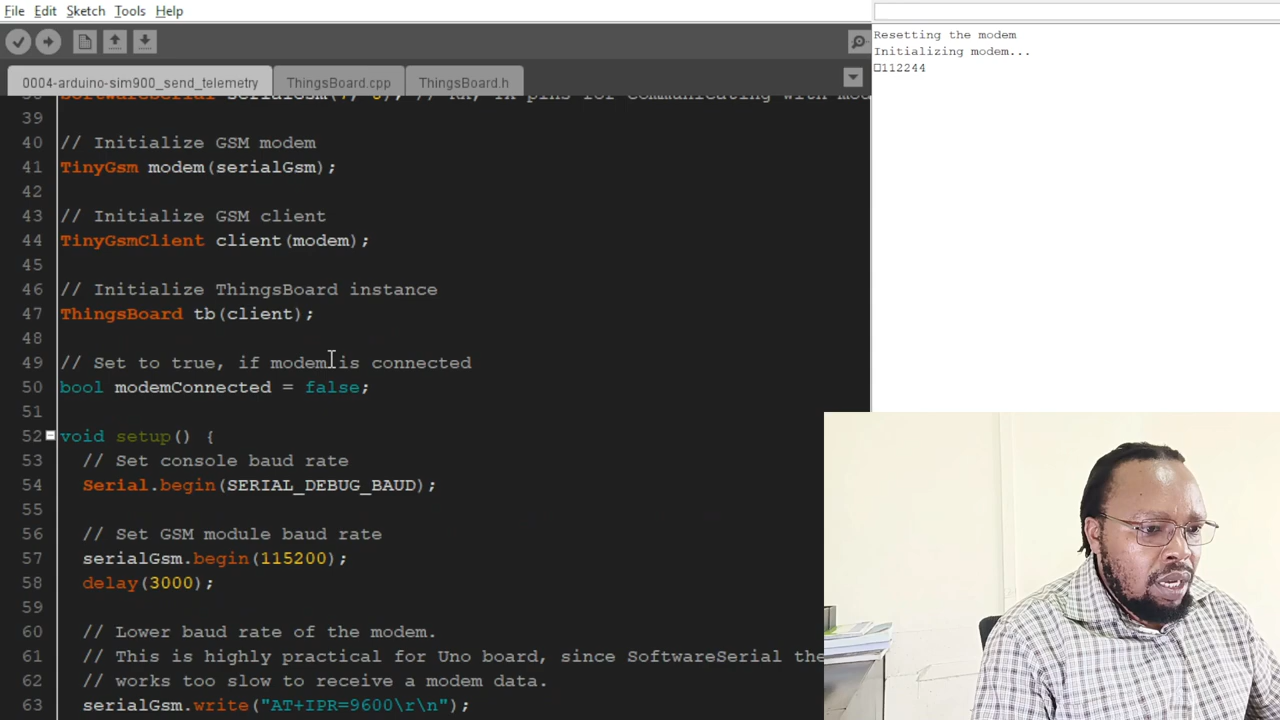 File Edit Sketch Tools Help
0004-arduino-sim900_send_telemetry ThingsBoard.cpp ThingsBoard.h
39
40 // Initialize GSM modem
41 TinyGsm modem(serialGsm);
42
43 // Initialize GSM client
44 TinyGsmClient client(modem);
45
46 // Initialize ThingsBoard instance
47 ThingsBoard tb(client);
48
49 // Set to true, if modem is connected
50 bool modemConnected = false;
51
52 void setup() {
53 // Set console baud rate
54 Serial.begin(SERIAL_DEBUG_BAUD);
55
56 // Set GSM module baud rate
57 serialGsm.begin(115200);
58 delay(3000);
59
60 // Lower baud rate of the modem.
61 // This is highly practical for Uno board, since SoftwareSerial the
62 // works too slow to receive a modem data.
63 serialGsm.write("AT+IPR=9600\r\n");
Resetting the modem
Initializing modem...
□112244